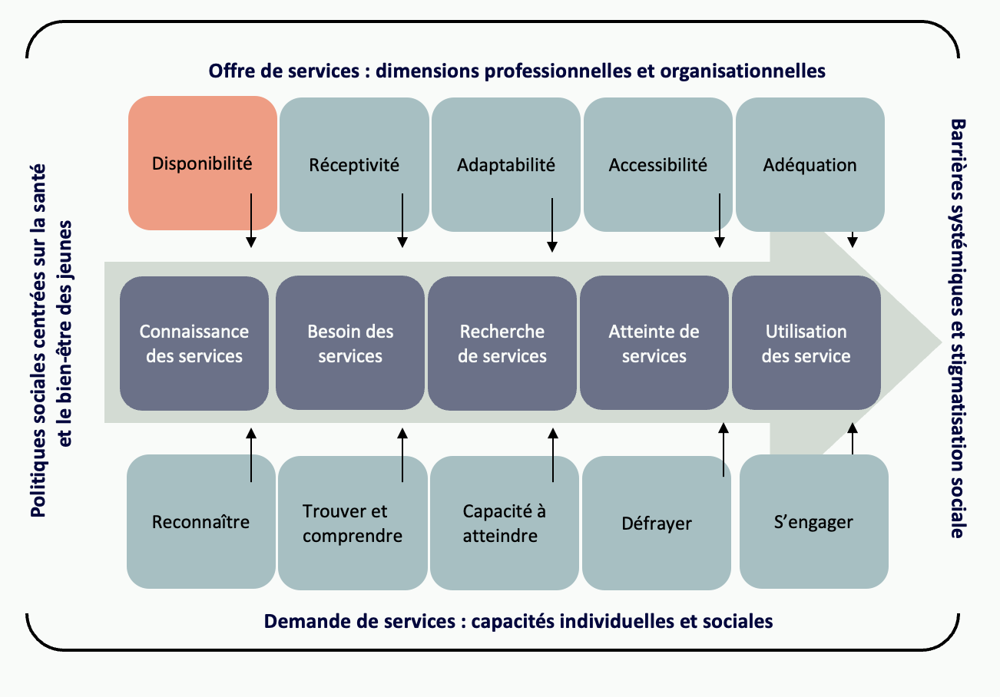 Offre de services : dimensions professionnelles et organisationnelles
Politiques sociales centrées sur la santé
et le bien-être des jeunes
Disponibilité
Réceptivité
Adaptabilité
Accessibilité
Adéquation
Connaissance
des services
Besoin des
services
Recherche
de services
Atteinte de
services
Utilisation
des service
Reconnaître
Trouver et
comprendre
Capacité à
atteindre
Défrayer
S’engager
Barrières systémiques et stigmatisation sociale
Demande de services : capacités individuelles et sociales